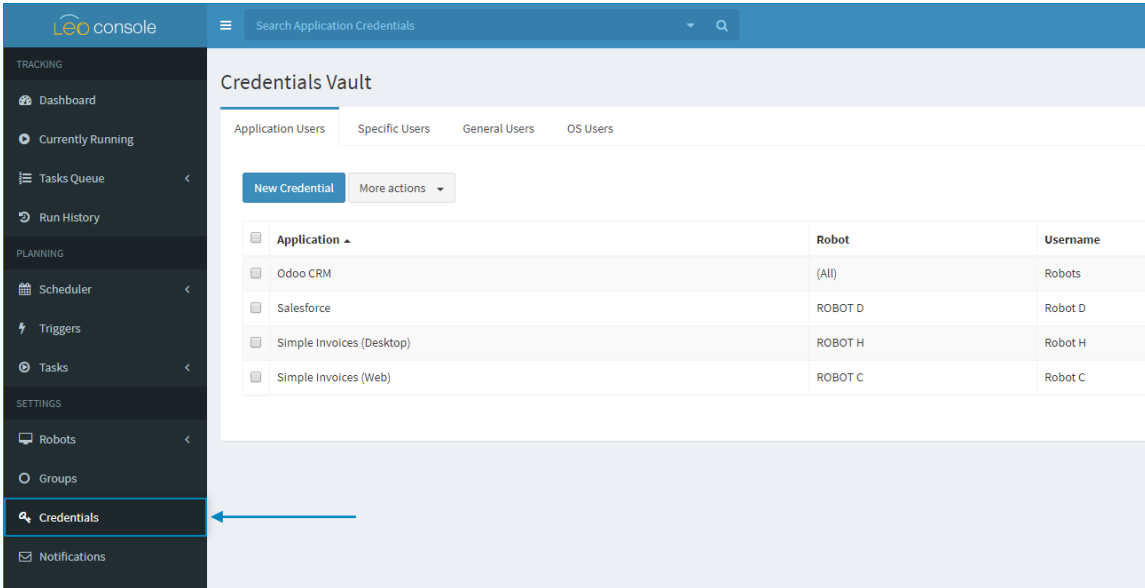 Leo console
Search Application Credentials
TRACKING
Dashboard
Currently Running
Tasks Queue
Run History
PLANNING
Scheduler
Triggers
Tasks
SETTINGS
Robots
Groups
Credentials
Notifications
Credentials Vault
Application Users Specific Users General Users OS Users
New Credential More actions
Application Robot Username
Odoo CRM (All) Robots
Salesforce ROBOT D Robot D
Simple Invoices (Desktop) ROBOT H Robot H
Simple Invoices (Web) ROBOT C Robot C